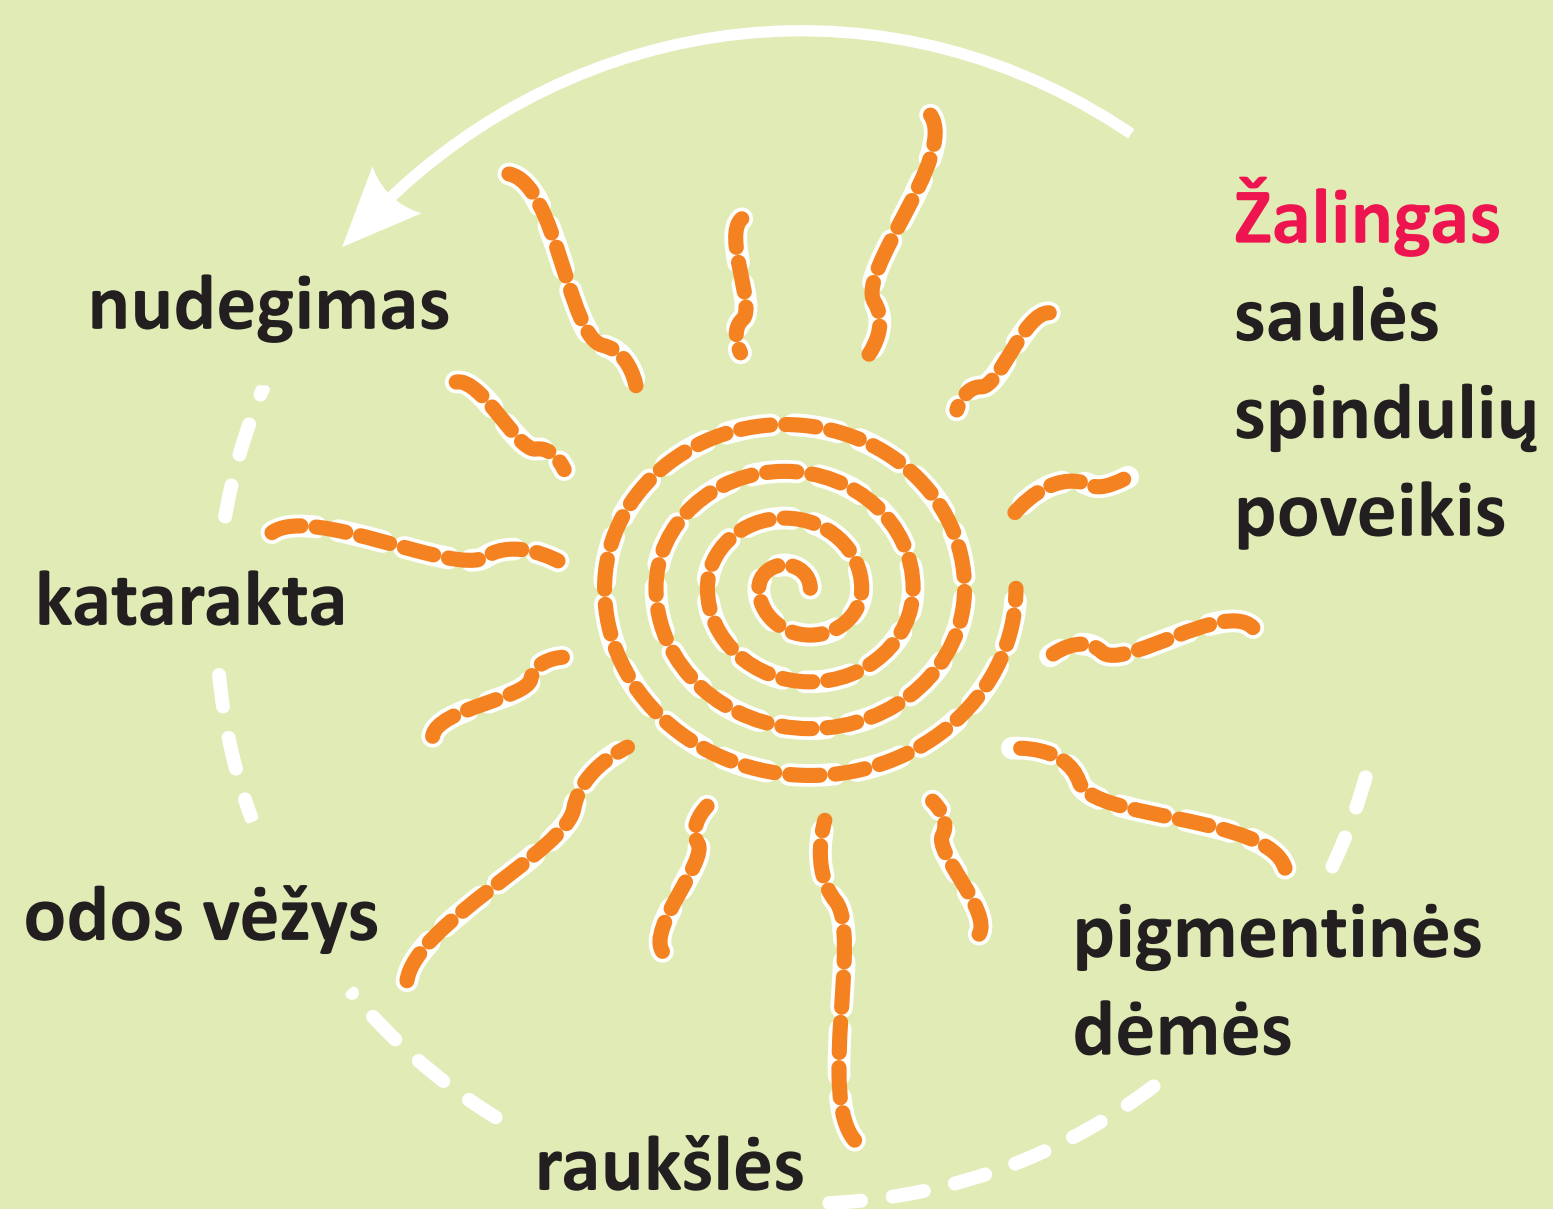 Žalingas
saulės
spindulių
poveikis
nudegimas
katarakta
odos vėžys
raukšlės
pigmentinės
dėmės